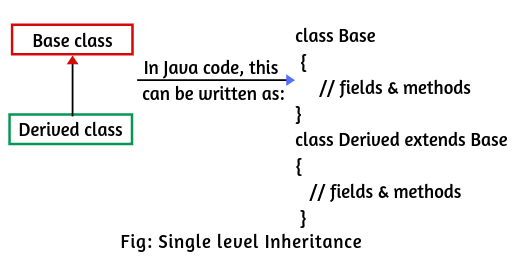 Base class
Derived class
In Java code, this
can be written as:
class Base
{
// fields & methods
}
class Derived extends Base
{
// fields & methods
}
Fig: Single level Inheritance